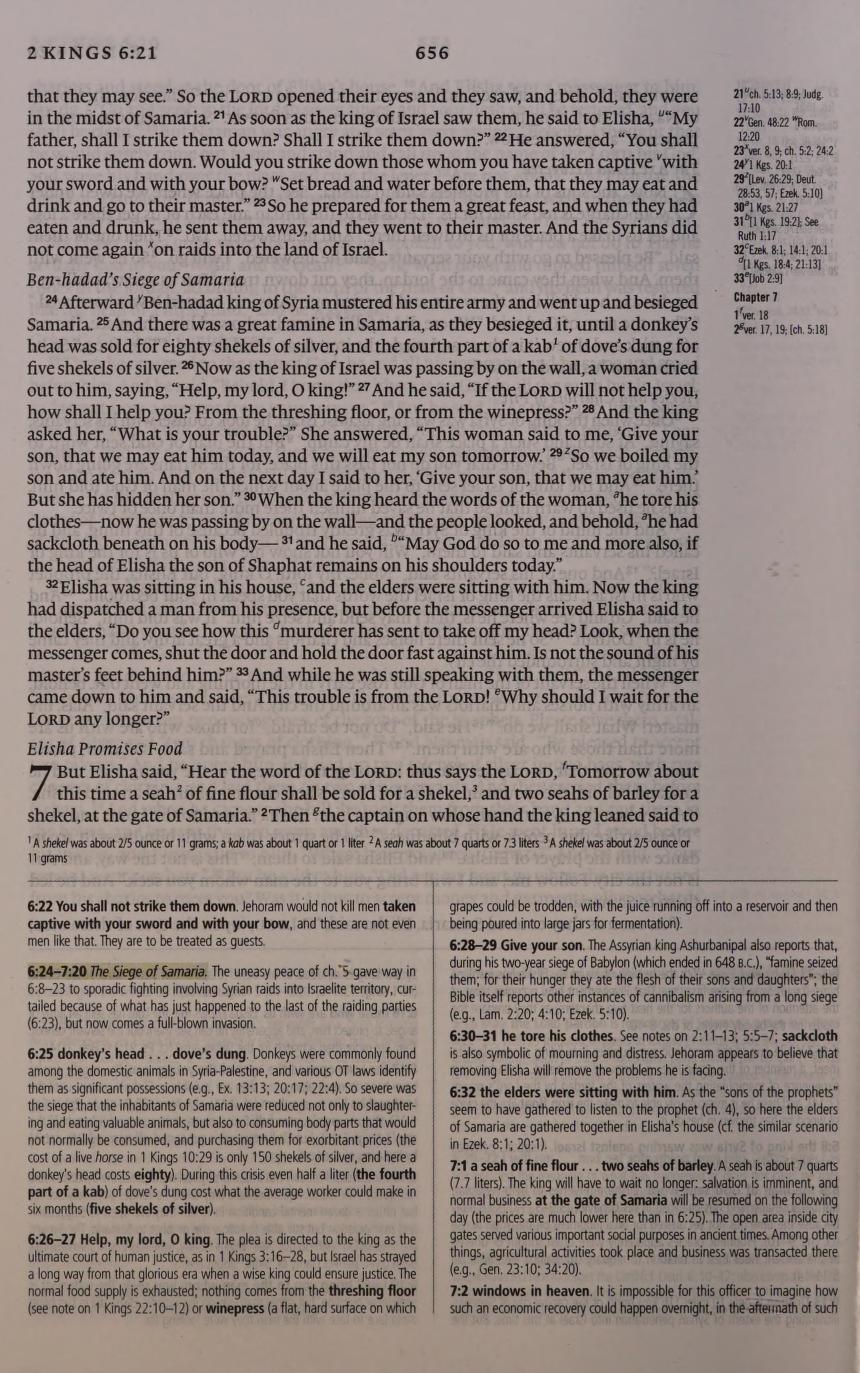 2 KINGS 6:21
656
that they may see.” So the LORD opened their eyes and they saw, and behold, they were
in the midst of Samaria. 21 As soon as the king of Israel saw them, he said to Elisha, u“My
father, shall I strike them down? Shall I strike them down?” 22 He answered, “You shall
not strike them down. Would you strike down those whom you have taken captive vwith
your sword and with your bow? wSet bread and water before them, that they may eat and
drink and go to their master.” 23 So he prepared for them a great feast, and when they had
eaten and drunk, he sent them away, and they went to their master. And the Syrians did
not come again xon raids into the land of Israel.
Ben-hadad’s Siege of Samaria
24 Afterward yBen-hadad king of Syria mustered his entire army and went up and besieged
Samaria. 25 And there was a great famine in Samaria, as they besieged it, until a donkey’s
head was sold for eighty shekels of silver, and the fourth part of a kab1 of dove’s dung for
five shekels of silver. 26 Now as the king of Israel was passing by on the wall, a woman cried
out to him, saying, “Help, my lord, O king!” 27 And he said, “If the LORD will not help you,
how shall I help you? From the threshing floor, or from the winepress?” 28 And the king
asked her, “What is your trouble?” She answered, “This woman said to me, ‘Give your
son, that we may eat him today, and we will eat my son tomorrow.’ 29 zSo we boiled my
son and ate him. And on the next day I said to her, ‘Give your son, that we may eat him.’
But she has hidden her son.” 30 When the king heard the words of the woman, ahe tore his
clothes—now he was passing by on the wall—and the people looked, and behold, ahe had
sackcloth beneath on his body— 31 and he said, b“May God do so to me and more also, if
the head of Elisha the son of Shaphat remains on his shoulders today.”
32 Elisha was sitting in his house, cand the elders were sitting with him. Now the king
had dispatched a man from his presence, but before the messenger arrived Elisha said to
the elders, “Do you see how this dmurderer has sent to take off my head? Look, when the
messenger comes, shut the door and hold the door fast against him. Is not the sound of his
master’s feet behind him?” 33 And while he was still speaking with them, the messenger
came down to him and said, “This trouble is from the LORD! eWhy should I wait for the
LORD any longer?”
Elisha Promises Food
7 But Elisha said, “Hear the word of the LORD: thus says the LORD, fTomorrow about
this time a seah2 of fine flour shall be sold for a shekel,3 and two seahs of barley for a
shekel, at the gate of Samaria.” 2 Then gthe captain on whose hand the king leaned said to
1 A shekel was about 2/5 ounce or 11 grams; a kab was about 1 quart or 1 liter 2 A seah was about 7 quarts or 7.3 liters 3 A shekel was about 2/5 ounce or
11 grams
21 u ch. 5:13; 8:9; Judg.
17:10
22 v Gen. 48:22 w Rom.
12:20
23 x ver. 8, 9; ch. 5:2; 24:2
24 y 1 Kgs. 20:1
29 z [Lev. 26:29; Deut.
28:53, 57; Ezek. 5:10]
30 a 1 Kgs. 21:27
31 b [1 Kgs. 19:2]; See
Ruth 1:17
32 c Ezek. 8:1; 14:1; 20:1
d [1 Kgs. 18:4; 21:13]
33 e [Job 2:9]
Chapter 7
1 f ver. 18
2 g ver. 17, 19; [ch. 5:18]
6:22 You shall not strike them down. Jehoram would not kill men taken
captive with your sword and with your bow, and these are not even
men like that. They are to be treated as guests.
6:24–7:20 The Siege of Samaria. The uneasy peace of ch. 5 gave way in
6:8–23 to sporadic fighting involving Syrian raids into Israelite territory, cur-
tailed because of what has just happened to the last of the raiding parties
(6:23), but now comes a full-blown invasion.
6:25 donkey’s head . . . dove’s dung. Donkeys were commonly found
among the domestic animals in Syria-Palestine, and various OT laws identify
them as significant possessions (e.g., Ex. 13:13; 20:17; 22:4). So severe was
the siege that the inhabitants of Samaria were reduced not only to slaughter-
ing and eating valuable animals, but also to consuming body parts that would
not normally be consumed, and purchasing them for exorbitant prices (the
cost of a live horse in 1 Kings 10:29 is only 150 shekels of silver, and here a
donkey’s head costs eighty). During this crisis even half a liter (the fourth
part of a kab) of dove’s dung cost what the average worker could make in
six months (five shekels of silver).
6:26–27 Help, my lord, O king. The plea is directed to the king as the
ultimate court of human justice, as in 1 Kings 3:16–28, but Israel has strayed
a long way from that glorious era when a wise king could ensure justice. The
normal food supply is exhausted; nothing comes from the threshing floor
(see note on 1 Kings 22:10–12) or winepress (a flat, hard surface on which
grapes could be trodden, with the juice running off into a reservoir and then
being poured into large jars for fermentation).
6:28–29 Give your son. The Assyrian king Ashurbanipal also reports that,
during his two-year siege of Babylon (which ended in 648 B.C.), “famine seized
them; for their hunger they ate the flesh of their sons and daughters”; the
Bible itself reports other instances of cannibalism arising from a long siege
(e.g., Lam. 2:20; 4:10; Ezek. 5:10).
6:30–31 he tore his clothes. See notes on 2:11–13; 5:5–7; sackcloth
is also symbolic of mourning and distress. Jehoram appears to believe that
removing Elisha will remove the problems he is facing.
6:32 the elders were sitting with him. As the “sons of the prophets”
seem to have gathered to listen to the prophet (ch. 4), so here the elders
of Samaria are gathered together in Elisha’s house (cf. the similar scenario
in Ezek. 8:1; 20:1).
7:1 a seah of fine flour . . . two seahs of barley. A seah is about 7 quarts
(7.7 liters). The king will have to wait no longer: salvation is imminent, and
normal business at the gate of Samaria will be resumed on the following
day (the prices are much lower here than in 6:25). The open area inside city
gates served various important social purposes in ancient times. Among other
things, agricultural activities took place and business was transacted there
(e.g., Gen. 23:10; 34:20).
7:2 windows in heaven. It is impossible for this officer to imagine how
such an economic recovery could happen overnight, in the aftermath of such